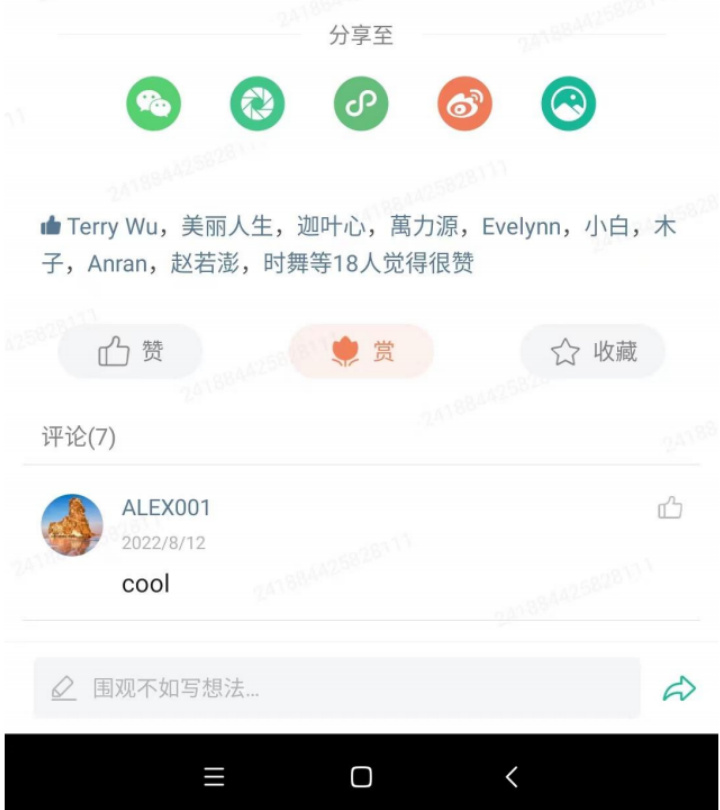 分享至
Terry Wu，美丽人生，迦叶心，萬力源，Evelynn，小白，木
子，Anran，赵若澎，时舞等18人觉得很赞
赞
赏
收藏
评论(7)
ALEX001
2022/8/12
cool
围观不如写想法...